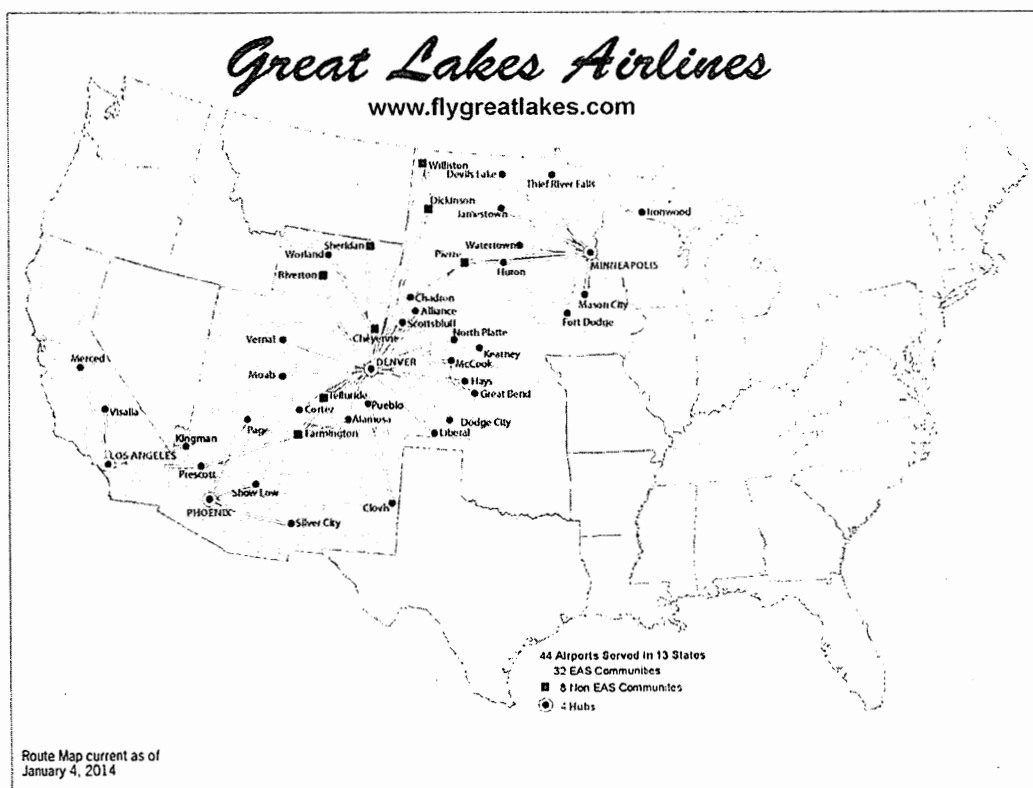 Great Lakes Airlines
www.flygreatlakes.com
Williston
Devils Lake
Thief River Falls
Dickinson
Jamestown
Ironwood
Sheridan
Worland
Watertown
Pierre
Riverton
Huron
MINNEAPOLIS
Chadron
Mason City
Alliance
Scottsbluff
Fort Dodge
North Platte
Vernal
Cheyenne
Kearney
Merced
DENVER
McCook
Moab
Hays
Telluride
Great Bend
Visalia
Cortez
Pueblo
Page
Alamosa
Dodge City
Kingman
Farmington
Liberal
LOS ANGELES
Prescott
Show Low
Clovis
PHOENIX
Silver City
44 Airports Served in 13 States
32 EAS Communities
8 Non EAS Communites
4 Hubs
Route Map current as of
January 4, 2014